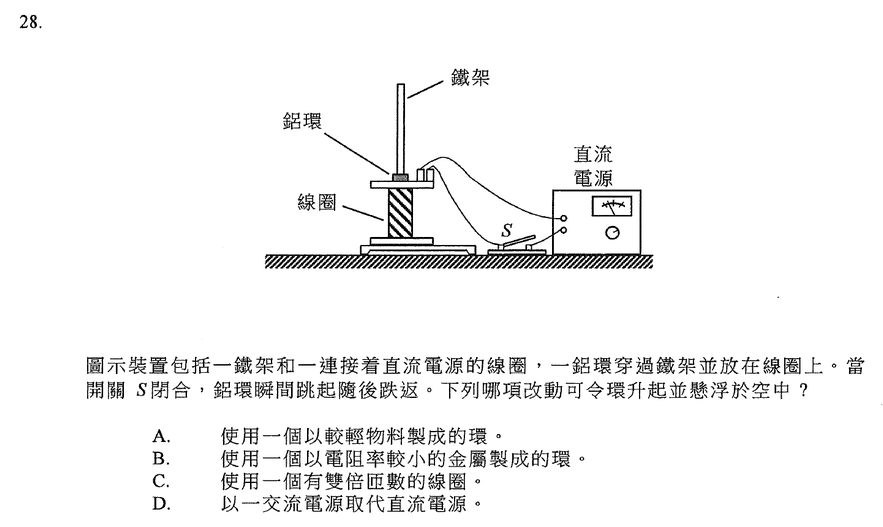 28.
鐵架
鋁環
直流
電源
線圈
S
圖示裝置包括一鐵架和一連接着直流電源的線圈，一鋁環穿過鐵架並放在線圈上。當
開關 S閉合，鋁環瞬間跳起隨後跌返。下列哪項改動可令環升起並懸浮於空中？
A. 使用一個以較輕物料製成的環。
B. 使用一個以電阻率較小的金屬製成的環。
C. 使用一個有雙倍匝數的線圈。
D. 以一交流電源取代直流電源。